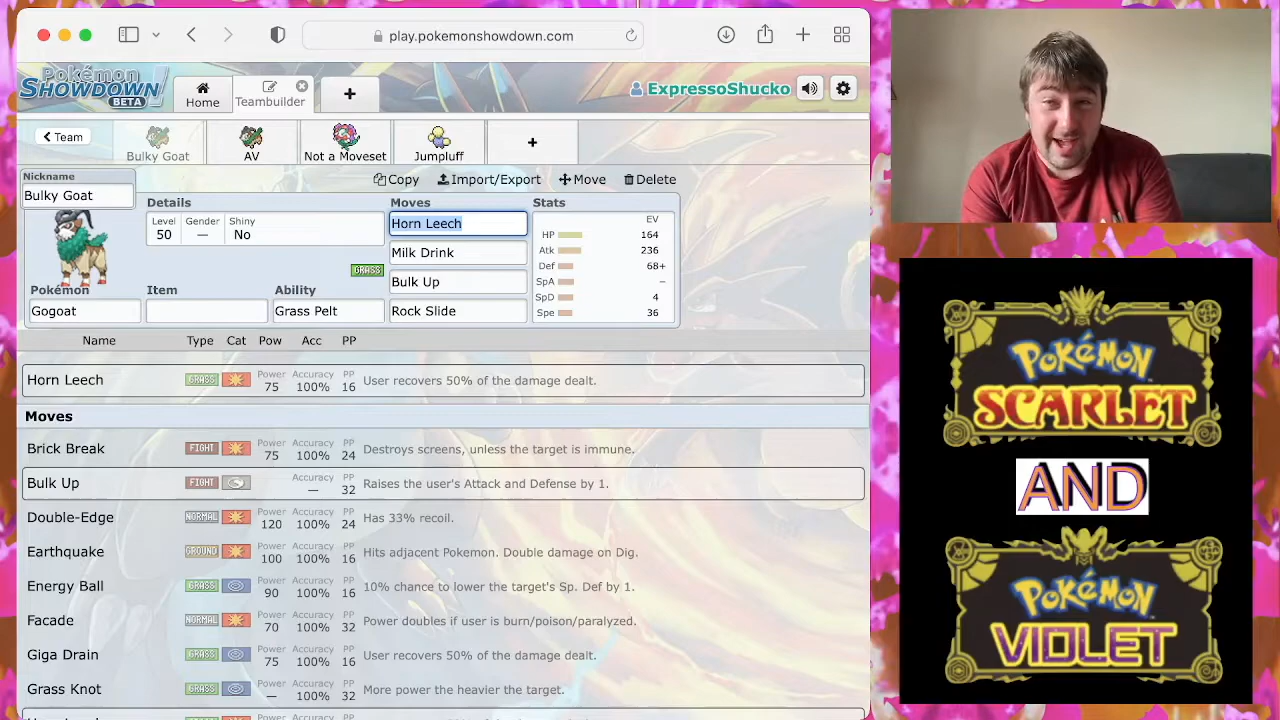 play.pokemonshowdown.com
Pokémon
SHOWDOWN!
BETA
Home
Teambuilder
+
ExpressoShucko
< Team
Bulky Goat
AV
Not a Moveset
Jumpluff
+
Copy Import/Export Move Delete
Nickname
Bulky Goat
Details
Level Gender Shiny
50 — No
GRASS
Pokémon Item Ability
Gogoat Grass Pelt
Moves
Horn Leech
Milk Drink
Bulk Up
Rock Slide
Stats
EV
HP 164
Atk 236
Def 68+
SpA –
SpD 4
Spe 36
Name Type Cat Pow Acc PP
Horn Leech GRASS Power 75 Accuracy 100% PP 16 User recovers 50% of the damage dealt.
Moves
Brick Break FIGHT Power 75 Accuracy 100% PP 24 Destroys screens, unless the target is immune.
Bulk Up FIGHT Accuracy — PP 32 Raises the user's Attack and Defense by 1.
Double-Edge NORMAL Power 120 Accuracy 100% PP 24 Has 33% recoil.
Earthquake GROUND Power 100 Accuracy 100% PP 16 Hits adjacent Pokemon. Double damage on Dig.
Energy Ball GRASS Power 90 Accuracy 100% PP 16 10% chance to lower the target's Sp. Def by 1.
Facade NORMAL Power 70 Accuracy 100% PP 32 Power doubles if user is burn/poison/paralyzed.
Giga Drain GRASS Power 75 Accuracy 100% PP 16 User recovers 50% of the damage dealt.
Grass Knot GRASS Power — Accuracy 100% PP 32 More power the heavier the target.
POKÉMON
SCARLET
AND
POKÉMON
VIOLET